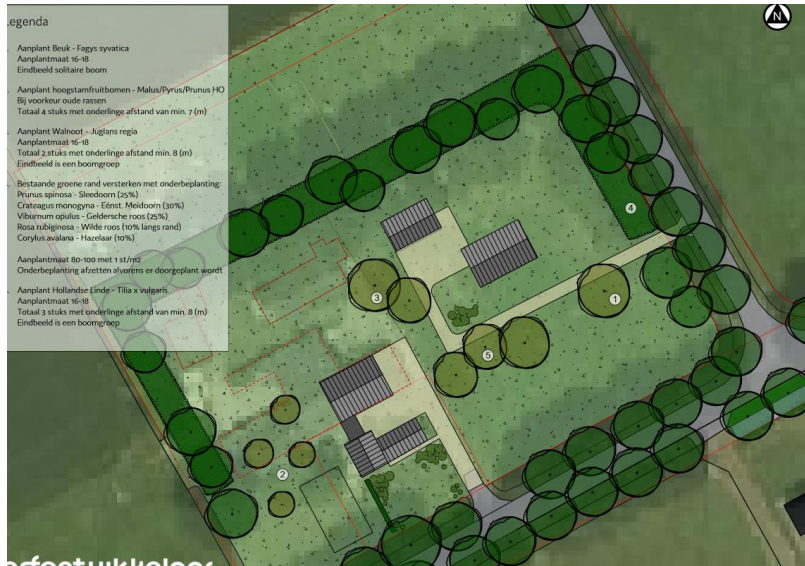 Legenda
Aanplant Beuk - Fagys syvatica
Aanplantmaat 16-18
Eindbeeld solitaire boom
Aanplant hoogstamfruitbomen - Malus/Pyrus/Prunus HO
Bij voorkeur oude rassen
Totaal 4 stuks met onderlinge afstand van min. 7 (m)
Aanplant Walnoot - Juglans regia
Aanplantmaat 16-18
Totaal 2 stuks met onderlinge afstand min. 8 (m)
Eindbeeld is een boomgroep
Bestaande groene rand versterken met onderbeplanting:
Prunus spinosa - Sleedoorn (25%)
Crateagus monogyna - Eénst. Meidoorn (30%)
Viburnum opulus - Geldersche roos (25%)
Rosa rubiginosa - Wilde roos (10% langs rand)
Corylus avalana - Hazelaar (10%)
Aanplantmaat 80-100 met 1 st/m2
Onderbeplanting afzetten alvorens er doorgeplant wordt
Aanplant Hollandse Linde - Tilia x vulgaris
Aanplantmaat 16-18
Totaal 3 stuks met onderlinge afstand van min. 8 (m)
Eindbeeld is een boomgroep
N
4
3
1
5
2